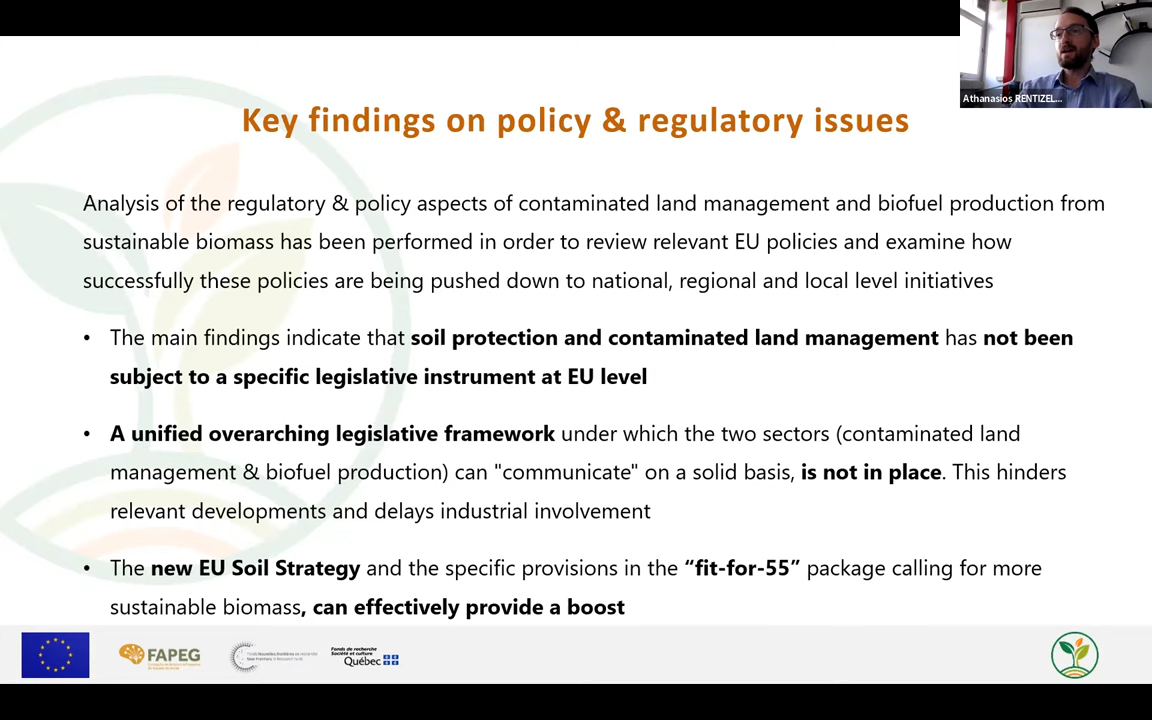 Athanasios RENTIZEL...
Key findings on policy & regulatory issues
Analysis of the regulatory & policy aspects of contaminated land management and biofuel production from
sustainable biomass has been performed in order to review relevant EU policies and examine how
successfully these policies are being pushed down to national, regional and local level initiatives
• The main findings indicate that soil protection and contaminated land management has not been
subject to a specific legislative instrument at EU level
• A unified overarching legislative framework under which the two sectors (contaminated land
management & biofuel production) can "communicate" on a solid basis, is not in place. This hinders
relevant developments and delays industrial involvement
• The new EU Soil Strategy and the specific provisions in the “fit-for-55” package calling for more
sustainable biomass, can effectively provide a boost
FAPEG
Fonds de recherche
Société et culture
Québec